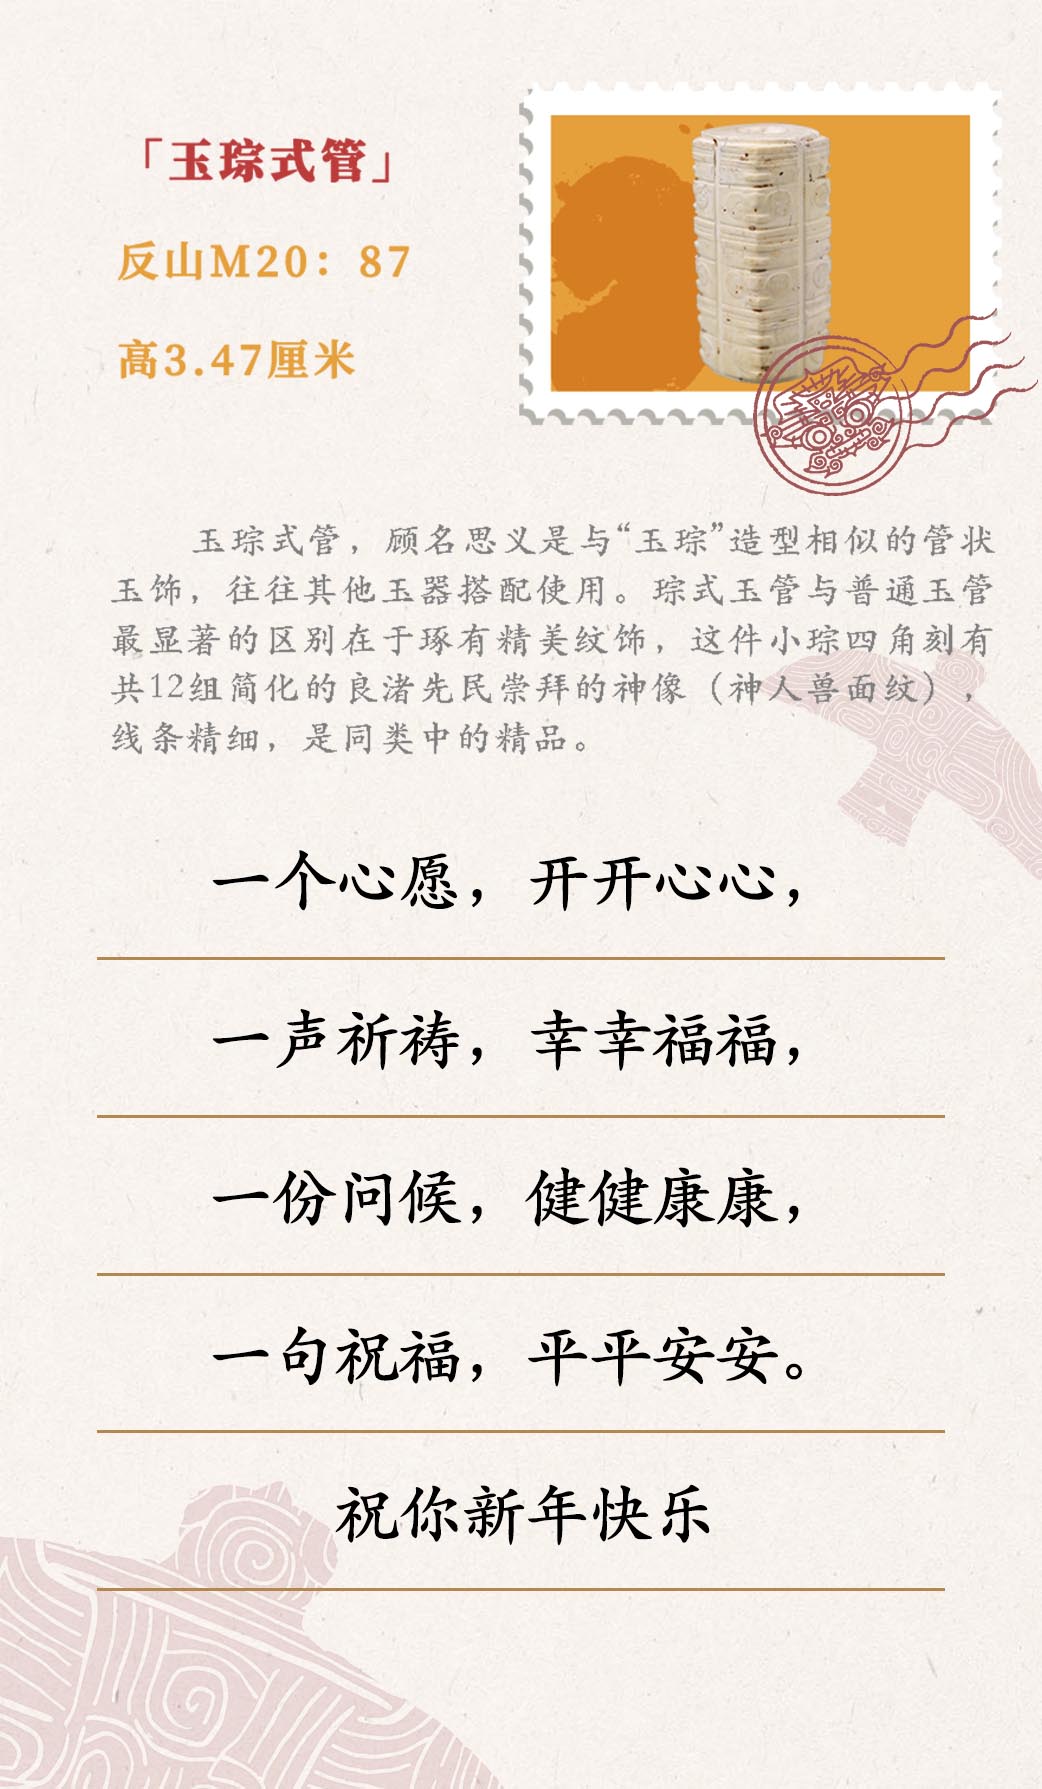 「玉琮式管」
反山M20：87
高3.47厘米
玉琮式管，顾名思义是与“玉琮”造型相似的管状
玉饰，往往其他玉器搭配使用。琮式玉管与普通玉管
最显著的区别在于琢有精美纹饰，这件小琮四角刻有
共12组简化的良渚先民崇拜的神像（神人兽面纹），
线条精细，是同类中的精品。
一个心愿，开开心心，
一声祈祷，幸幸福福，
一份问候，健健康康，
一句祝福，平平安安。
祝你新年快乐